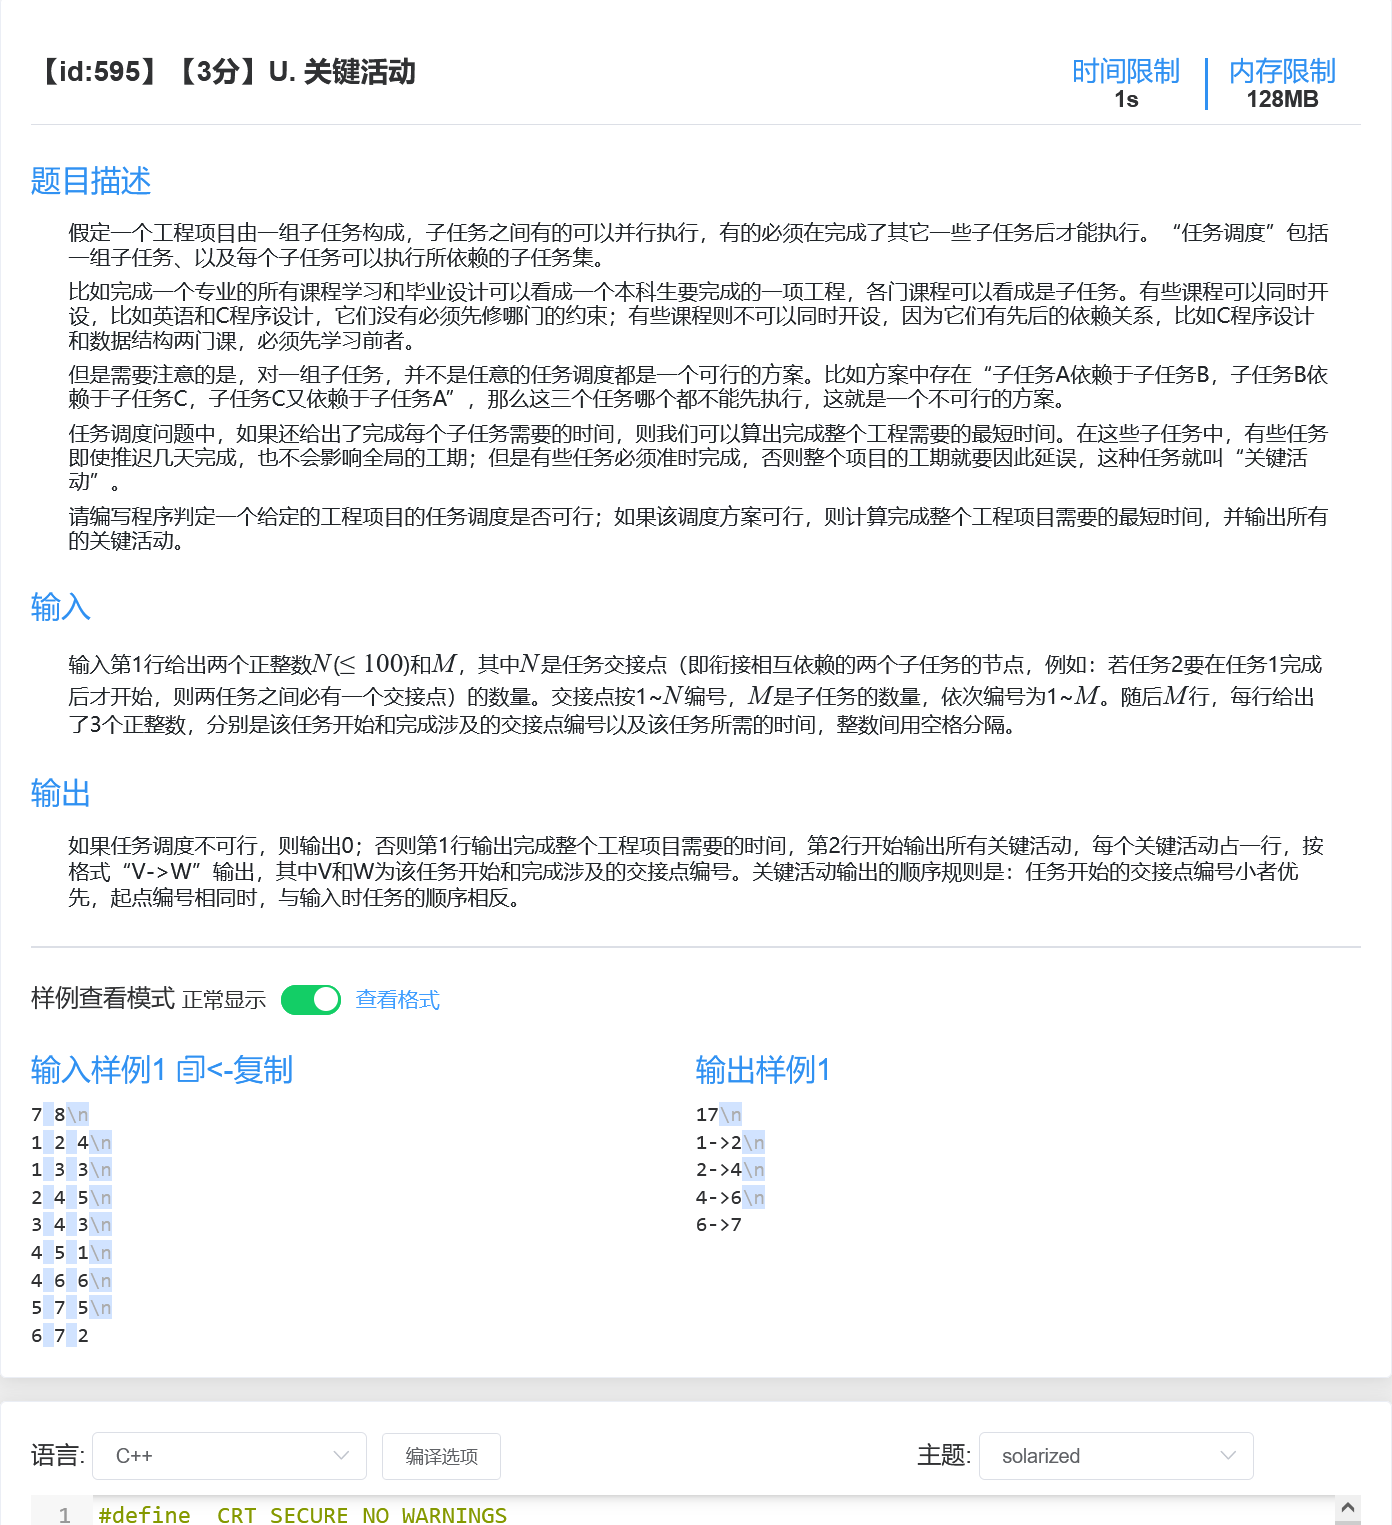 【id:595】【3分】U. 关键活动
时间限制
1s
内存限制
128MB
题目描述
假定一个工程项目由一组子任务构成，子任务之间有的可以并行执行，有的必须在完成了其它一些子任务后才能执行。“任务调度”包括
一组子任务、以及每个子任务可以执行所依赖的子任务集。
比如完成一个专业的所有课程学习和毕业设计可以看成一个本科生要完成的一项工程，各门课程可以看成是子任务。有些课程可以同时开
设，比如英语和C程序设计，它们没有必须先修哪门的约束；有些课程则不可以同时开设，因为它们有先后的依赖关系，比如C程序设计
和数据结构两门课，必须先学习前者。
但是需要注意的是，对一组子任务，并不是任意的任务调度都是一个可行的方案。比如方案中存在“子任务A依赖于子任务B，子任务B依
赖于子任务C，子任务C又依赖于子任务A”，那么这三个任务哪个都不能先执行，这就是一个不可行的方案。
任务调度问题中，如果还给出了完成每个子任务需要的时间，则我们可以算出完成整个工程需要的最短时间。在这些子任务中，有些任务
即使推迟几天完成，也不会影响全局的工期；但是有些任务必须准时完成，否则整个项目的工期就要因此延误，这种任务就叫“关键活
动”。
请编写程序判定一个给定的工程项目的任务调度是否可行；如果该调度方案可行，则计算完成整个工程项目需要的最短时间，并输出所有
的关键活动。
输入
输入第1行给出两个正整数N(≤ 100)和M，其中N是任务交接点（即衔接相互依赖的两个子任务的节点，例如：若任务2要在任务1完成
后才开始，则两任务之间必有一个交接点）的数量。交接点按1~N编号，M是子任务的数量，依次编号为1~M。随后M行，每行给出
了3个正整数，分别是该任务开始和完成涉及的交接点编号以及该任务所需的时间，整数间用空格分隔。
输出
如果任务调度不可行，则输出0；否则第1行输出完成整个工程项目需要的时间，第2行开始输出所有关键活动，每个关键活动占一行，按
格式“V->W”输出，其中V和W为该任务开始和完成涉及的交接点编号。关键活动输出的顺序规则是：任务开始的交接点编号小者优
先，起点编号相同时，与输入时任务的顺序相反。
样例查看模式 正常显示 查看格式
输入样例1 <-复制
7 8\n
1 2 4\n
1 3 3\n
2 4 5\n
3 4 3\n
4 5 1\n
4 6 6\n
5 7 5\n
6 7 2
输出样例1
17\n
1->2\n
2->4\n
4->6\n
6->7
语言: C++ 编译选项 主题: solarized
1 #define _CRT_SECURE_NO_WARNINGS